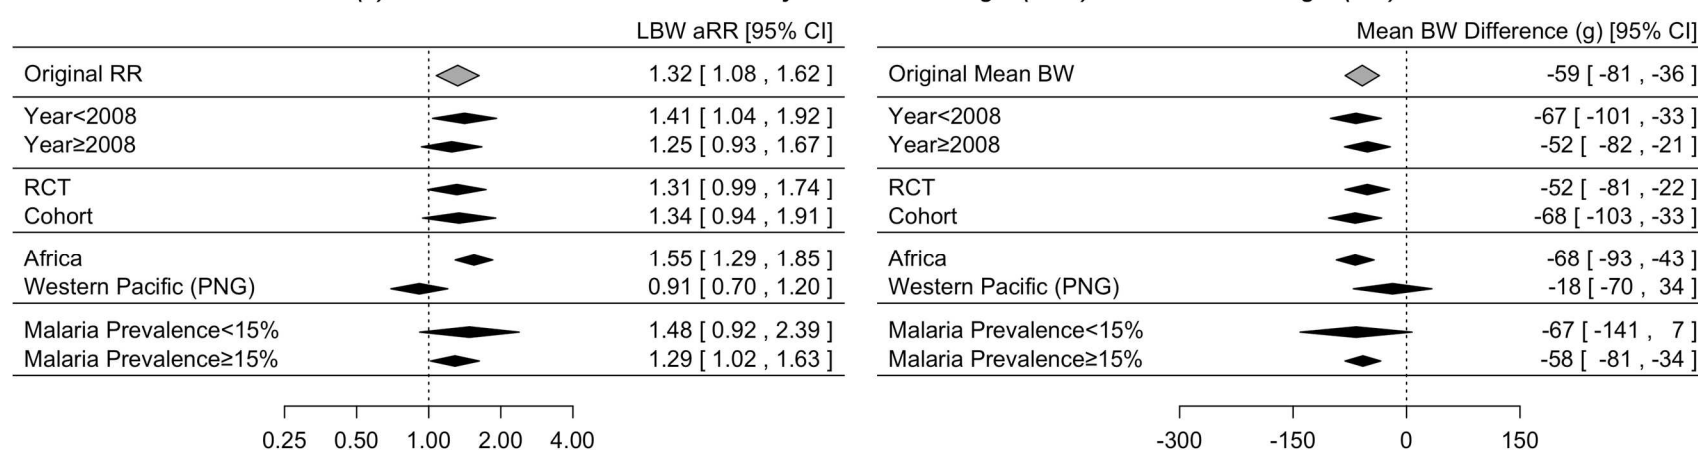 LBW aRR [95% CI]
Original RR 1.32 [ 1.08 , 1.62 ]
Year<2008 1.41 [ 1.04 , 1.92 ]
Year≥2008 1.25 [ 0.93 , 1.67 ]
RCT 1.31 [ 0.99 , 1.74 ]
Cohort 1.34 [ 0.94 , 1.91 ]
Africa 1.55 [ 1.29 , 1.85 ]
Western Pacific (PNG) 0.91 [ 0.70 , 1.20 ]
Malaria Prevalence<15% 1.48 [ 0.92 , 2.39 ]
Malaria Prevalence≥15% 1.29 [ 1.02 , 1.63 ]
0.25 0.50 1.00 2.00 4.00
Mean BW Difference (g) [95% CI]
Original Mean BW -59 [ -81 , -36 ]
Year<2008 -67 [ -101 , -33 ]
Year≥2008 -52 [ -82 , -21 ]
RCT -52 [ -81 , -22 ]
Cohort -68 [ -103 , -33 ]
Africa -68 [ -93 , -43 ]
Western Pacific (PNG) -18 [ -70 , 34 ]
Malaria Prevalence<15% -67 [ -141 , 7 ]
Malaria Prevalence≥15% -58 [ -81 , -34 ]
-300 -150 0 150